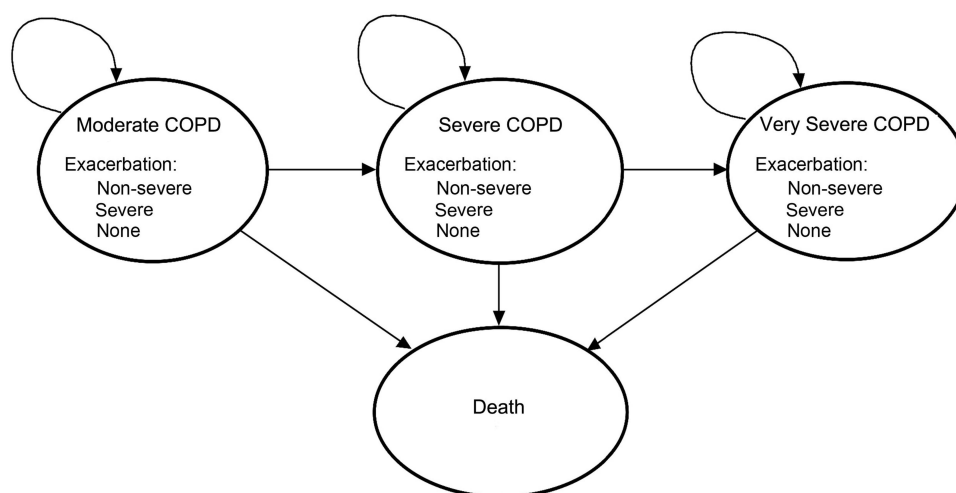 Moderate COPD
Exacerbation:
Non-severe
Severe
None
Severe COPD
Exacerbation:
Non-severe
Severe
None
Very Severe COPD
Exacerbation:
Non-severe
Severe
None
Death